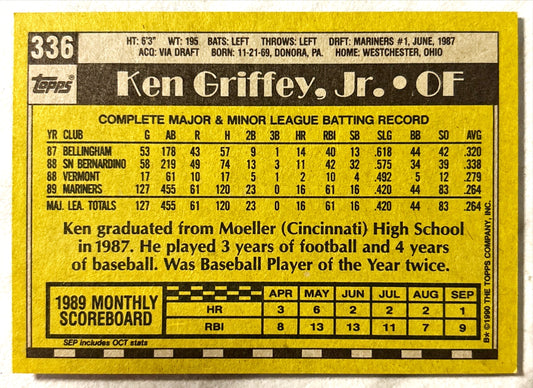 336
HT: 6'3" WT: 195 BATS: LEFT THROWS: LEFT DRFT: MARINERS #1, JUNE, 1987
ACQ: VIA DRAFT BORN: 11-21-69, DONORA, PA. HOME: WESTCHESTER, OHIO
TOPPS
Ken Griffey, Jr. • OF
COMPLETE MAJOR & MINOR LEAGUE BATTING RECORD
YR CLUB G AB R H 2B 3B HR RBI SB SLG BB SO AVG
87 BELLINGHAM 53 178 43 57 9 1 14 40 13 .618 44 42 .320
88 SN BERNARDINO 58 219 49 74 13 3 11 42 32 .575 34 39 .338
88 VERMONT 17 61 10 17 5 1 2 10 4 .492 5 12 .279
89 MARINERS 127 455 61 120 23 0 16 61 16 .420 44 83 .264
MAJ. LEA. TOTALS 127 455 61 120 23 0 16 61 16 .420 44 83 .264
Ken graduated from Moeller (Cincinnati) High School
in 1987. He played 3 years of football and 4 years
of baseball. Was Baseball Player of the Year twice.
1989 MONTHLY
SCOREBOARD
APR MAY JUN JUL AUG SEP
HR 3 6 2 2 2 1
RBI 8 13 13 11 7 9
SEP includes OCT stats
B* © 1990 THE TOPPS COMPANY, INC.